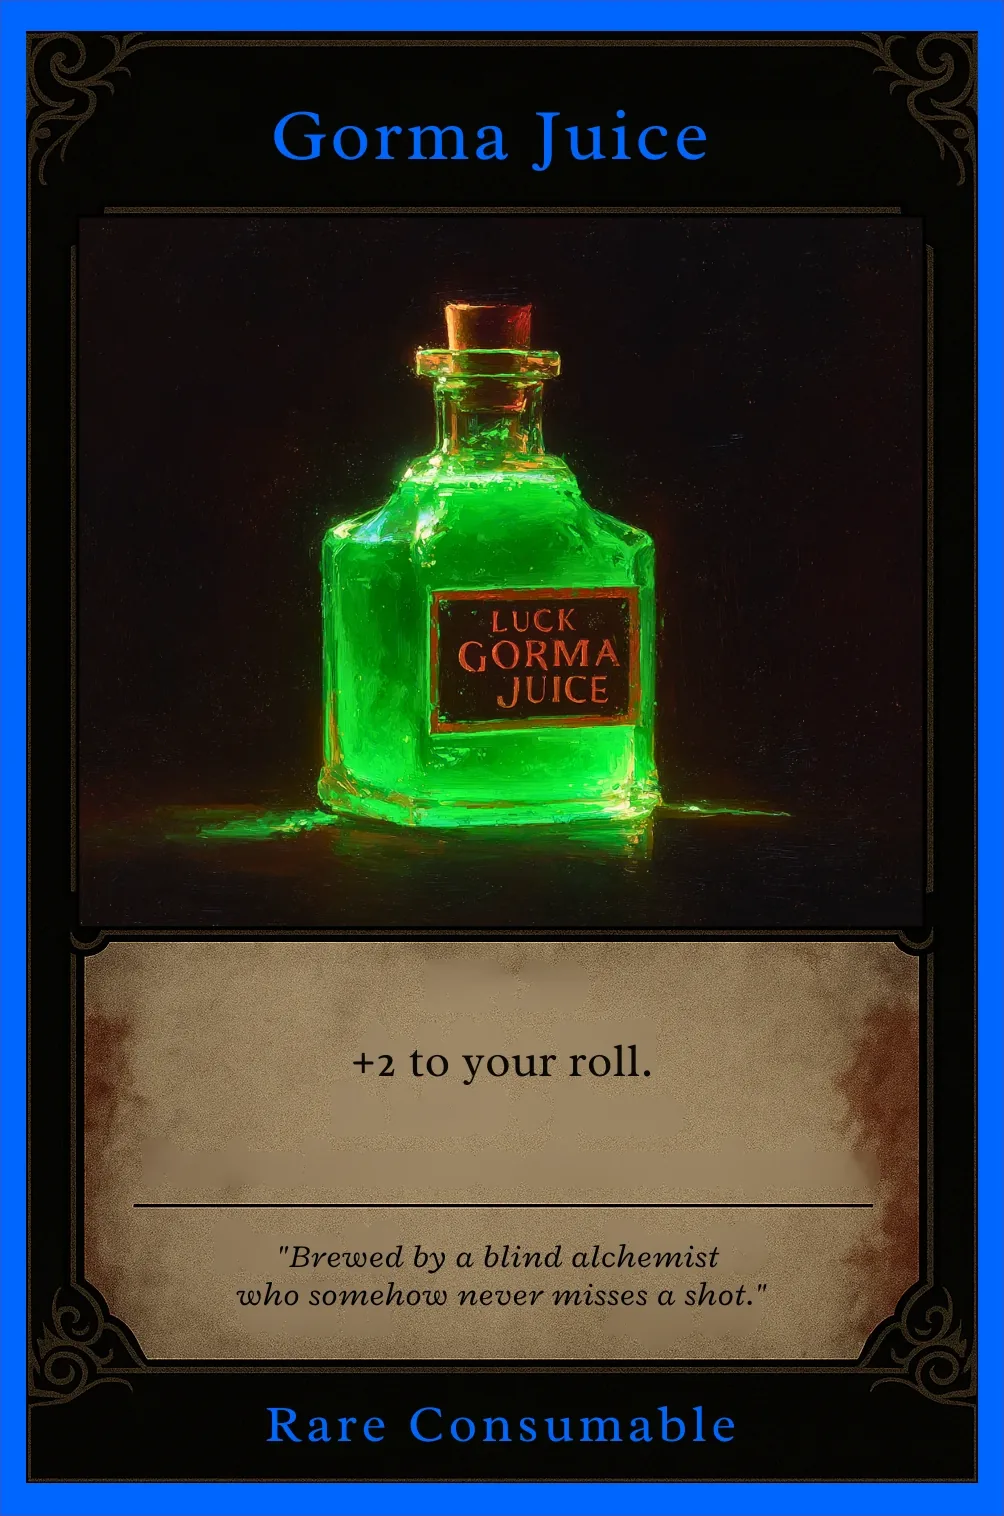 Gorma Juice
LUCK
GORMA
JUICE
+2 to your roll.
"Brewed by a blind alchemist
who somehow never misses a shot."
Rare Consumable